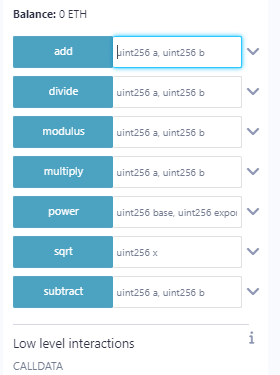 Balance: 0 ETH
add uint256 a, uint256 b
divide uint256 a, uint256 b
modulus uint256 a, uint256 b
multiply uint256 a, uint256 b
power uint256 base, uint256 expo
sqrt uint256 x
subtract uint256 a, uint256 b
Low level interactions i
CALLDATA